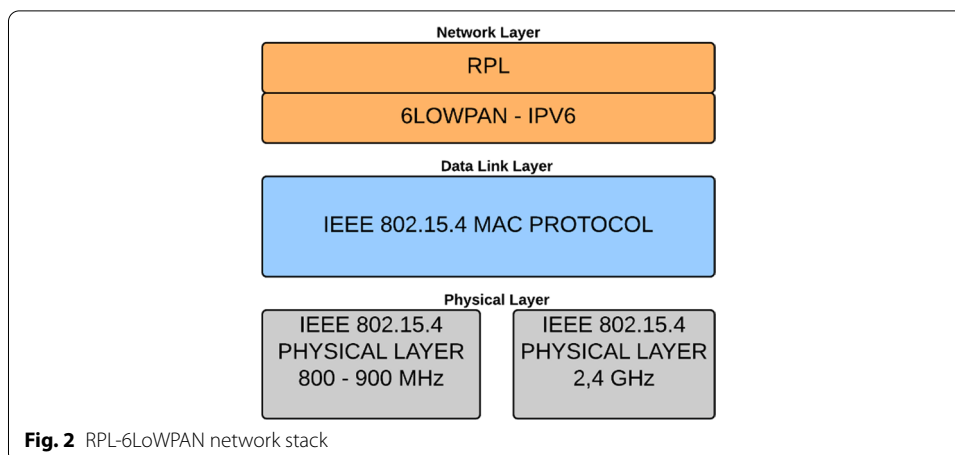 Network Layer
RPL
6LOWPAN - IPV6
Data Link Layer
IEEE 802.15.4 MAC PROTOCOL
Physical Layer
IEEE 802.15.4
PHYSICAL LAYER
800 - 900 MHz
IEEE 802.15.4
PHYSICAL LAYER
2,4 GHz
Fig. 2 RPL-6LoWPAN network stack